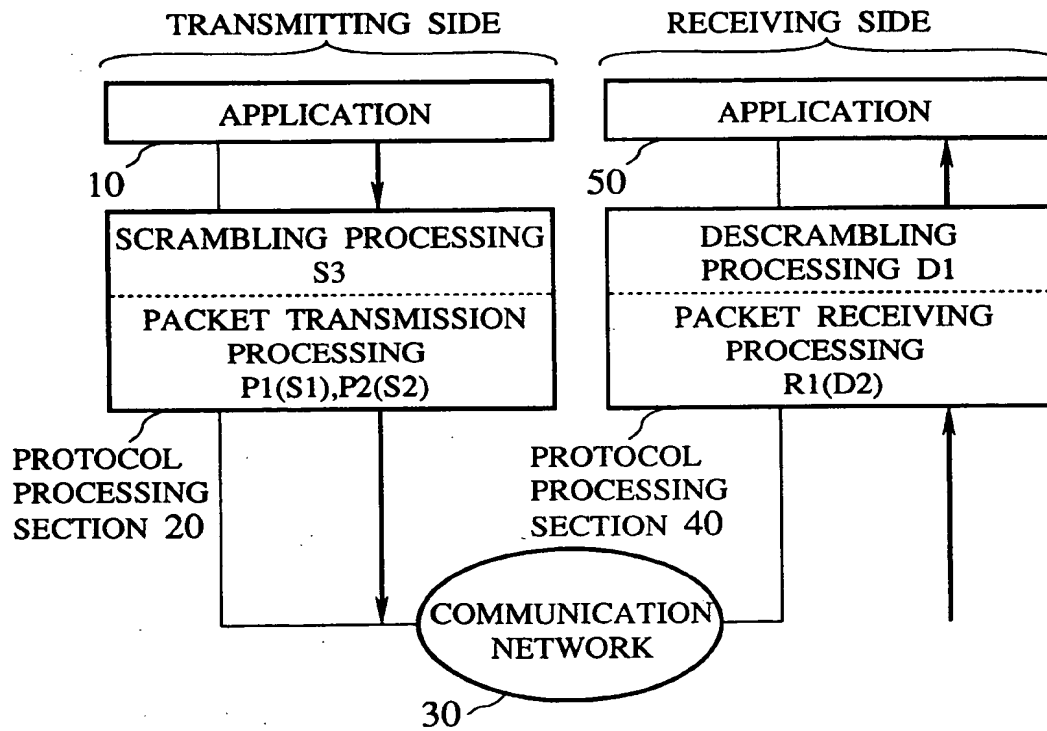 TRANSMITTING SIDE
APPLICATION
10
SCRAMBLING PROCESSING
S3
PACKET TRANSMISSION
PROCESSING
P1(S1),P2(S2)
PROTOCOL
PROCESSING
SECTION 20
RECEIVING SIDE
APPLICATION
50
DESCRAMBLING
PROCESSING D1
PACKET RECEIVING
PROCESSING
R1(D2)
PROTOCOL
PROCESSING
SECTION 40
COMMUNICATION
NETWORK
30